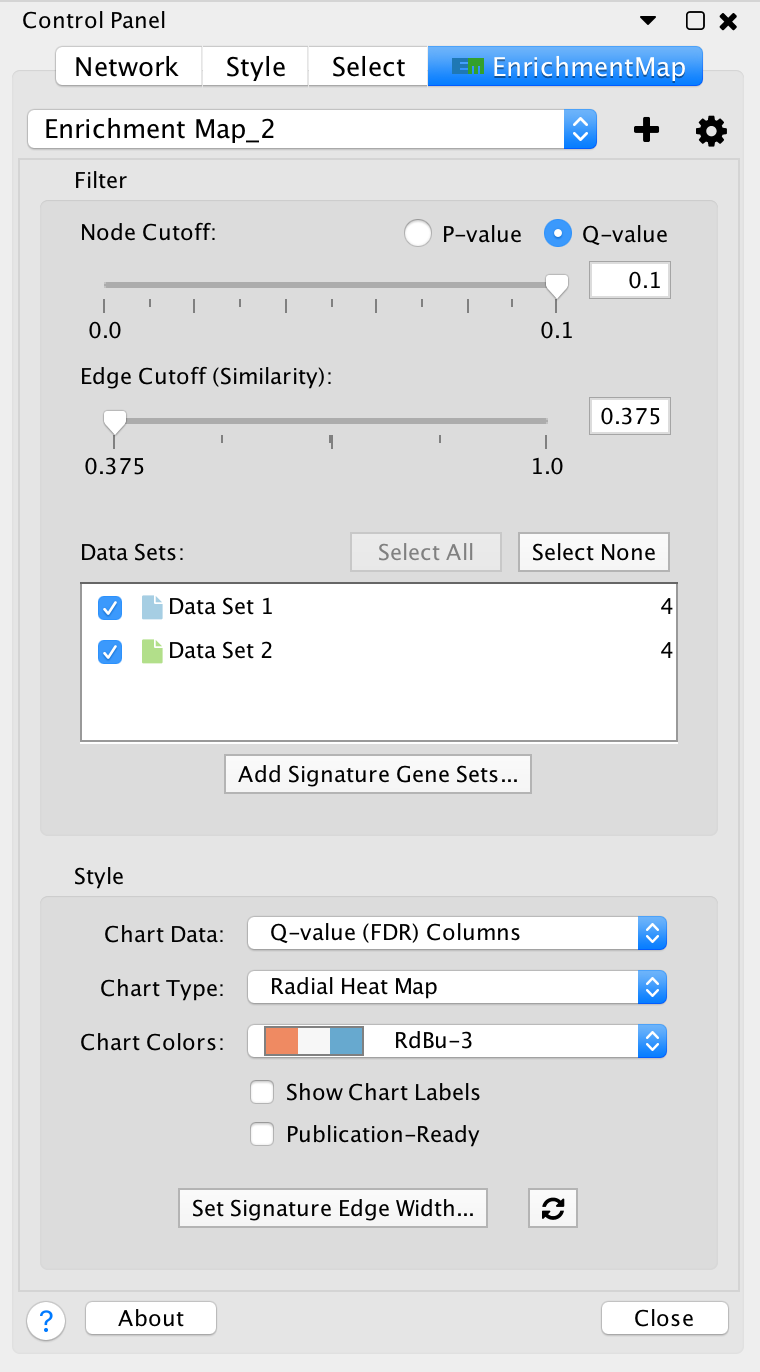 Control Panel
Network Style Select EM EnrichmentMap
Enrichment Map_2
Filter
Node Cutoff: P-value Q-value
0.1
0.0 0.1
Edge Cutoff (Similarity):
0.375
0.375 1.0
Data Sets: Select All Select None
Data Set 1 4
Data Set 2 4
Add Signature Gene Sets...
Style
Chart Data: Q-value (FDR) Columns
Chart Type: Radial Heat Map
Chart Colors: RdBu-3
Show Chart Labels
Publication-Ready
Set Signature Edge Width...
? About Close